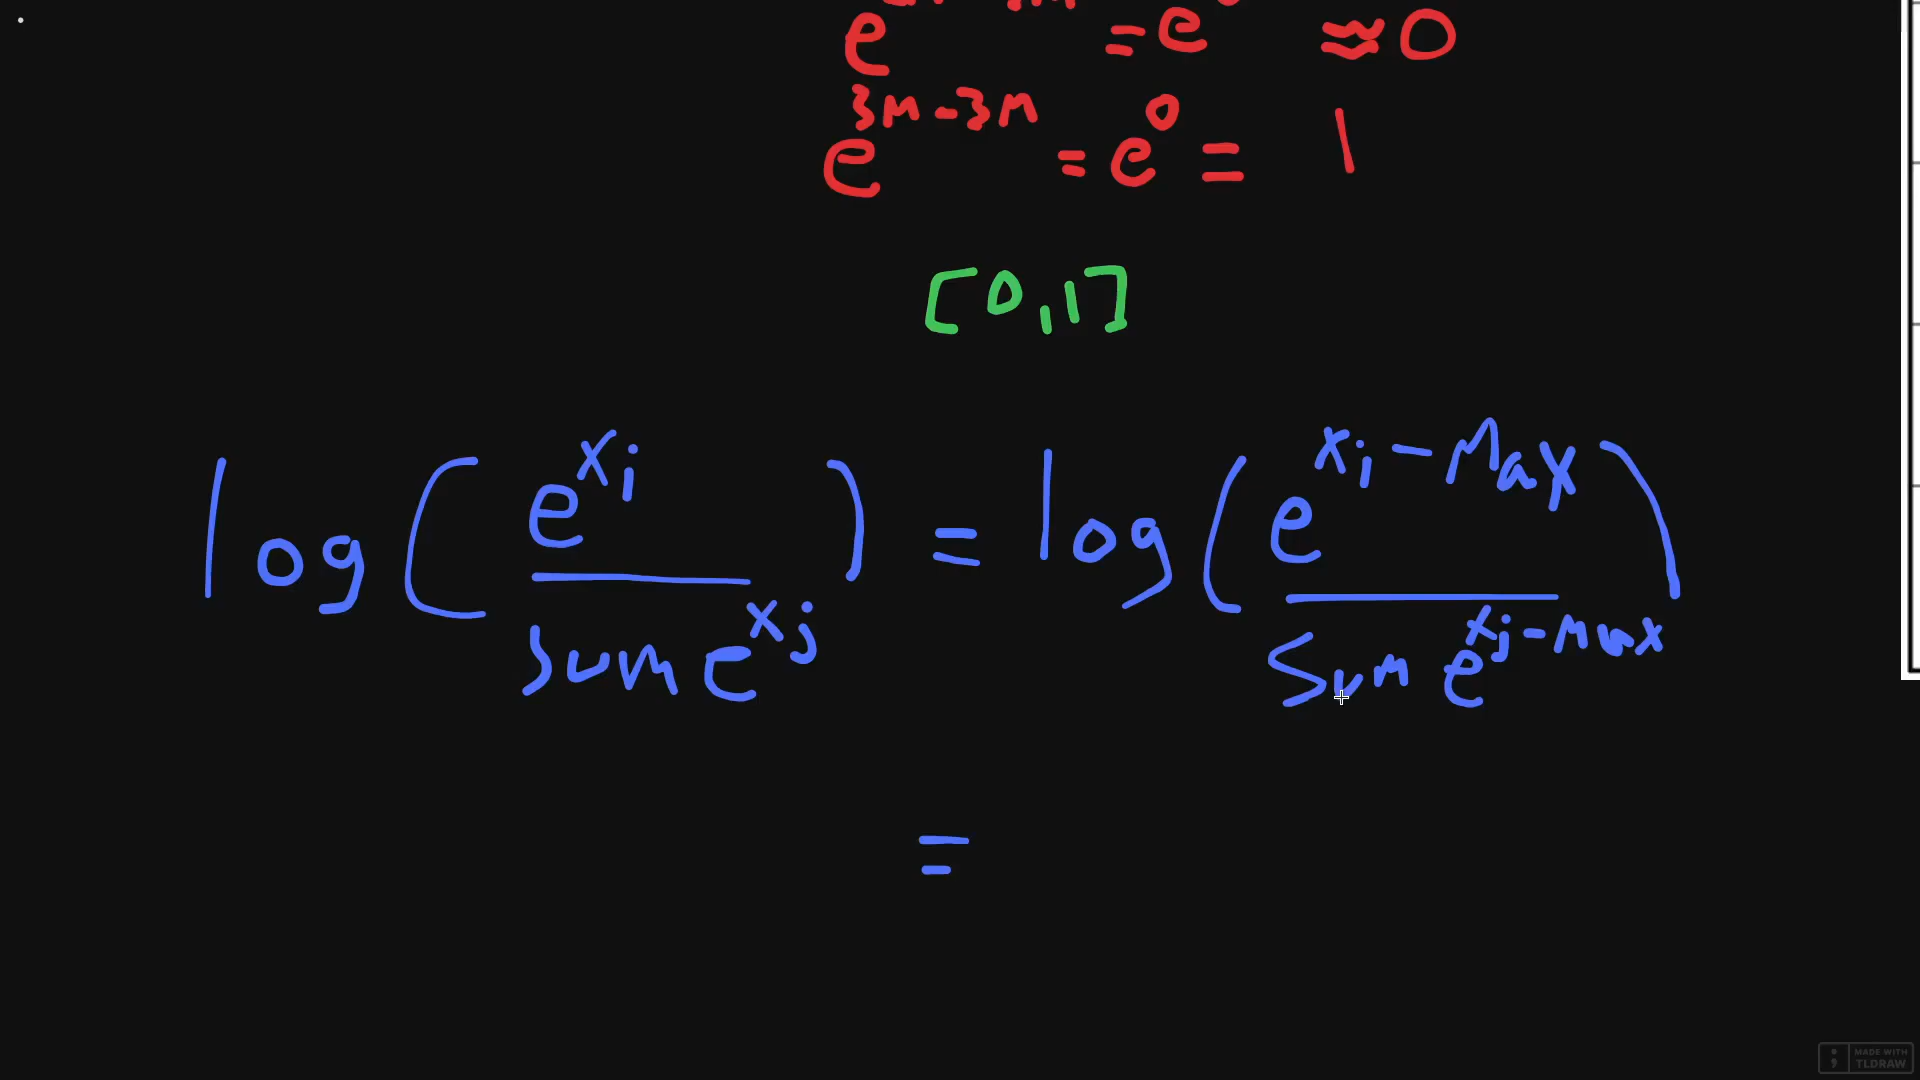 e = e ≈ 0
e^{3M-3M} = e^0 = 1
[0,1]
log( e^{xi} / sum e^{xj} ) = log( e^{xi - Max} / Sum e^{xj - Max} )
=
MADE WITH
TLDRAW